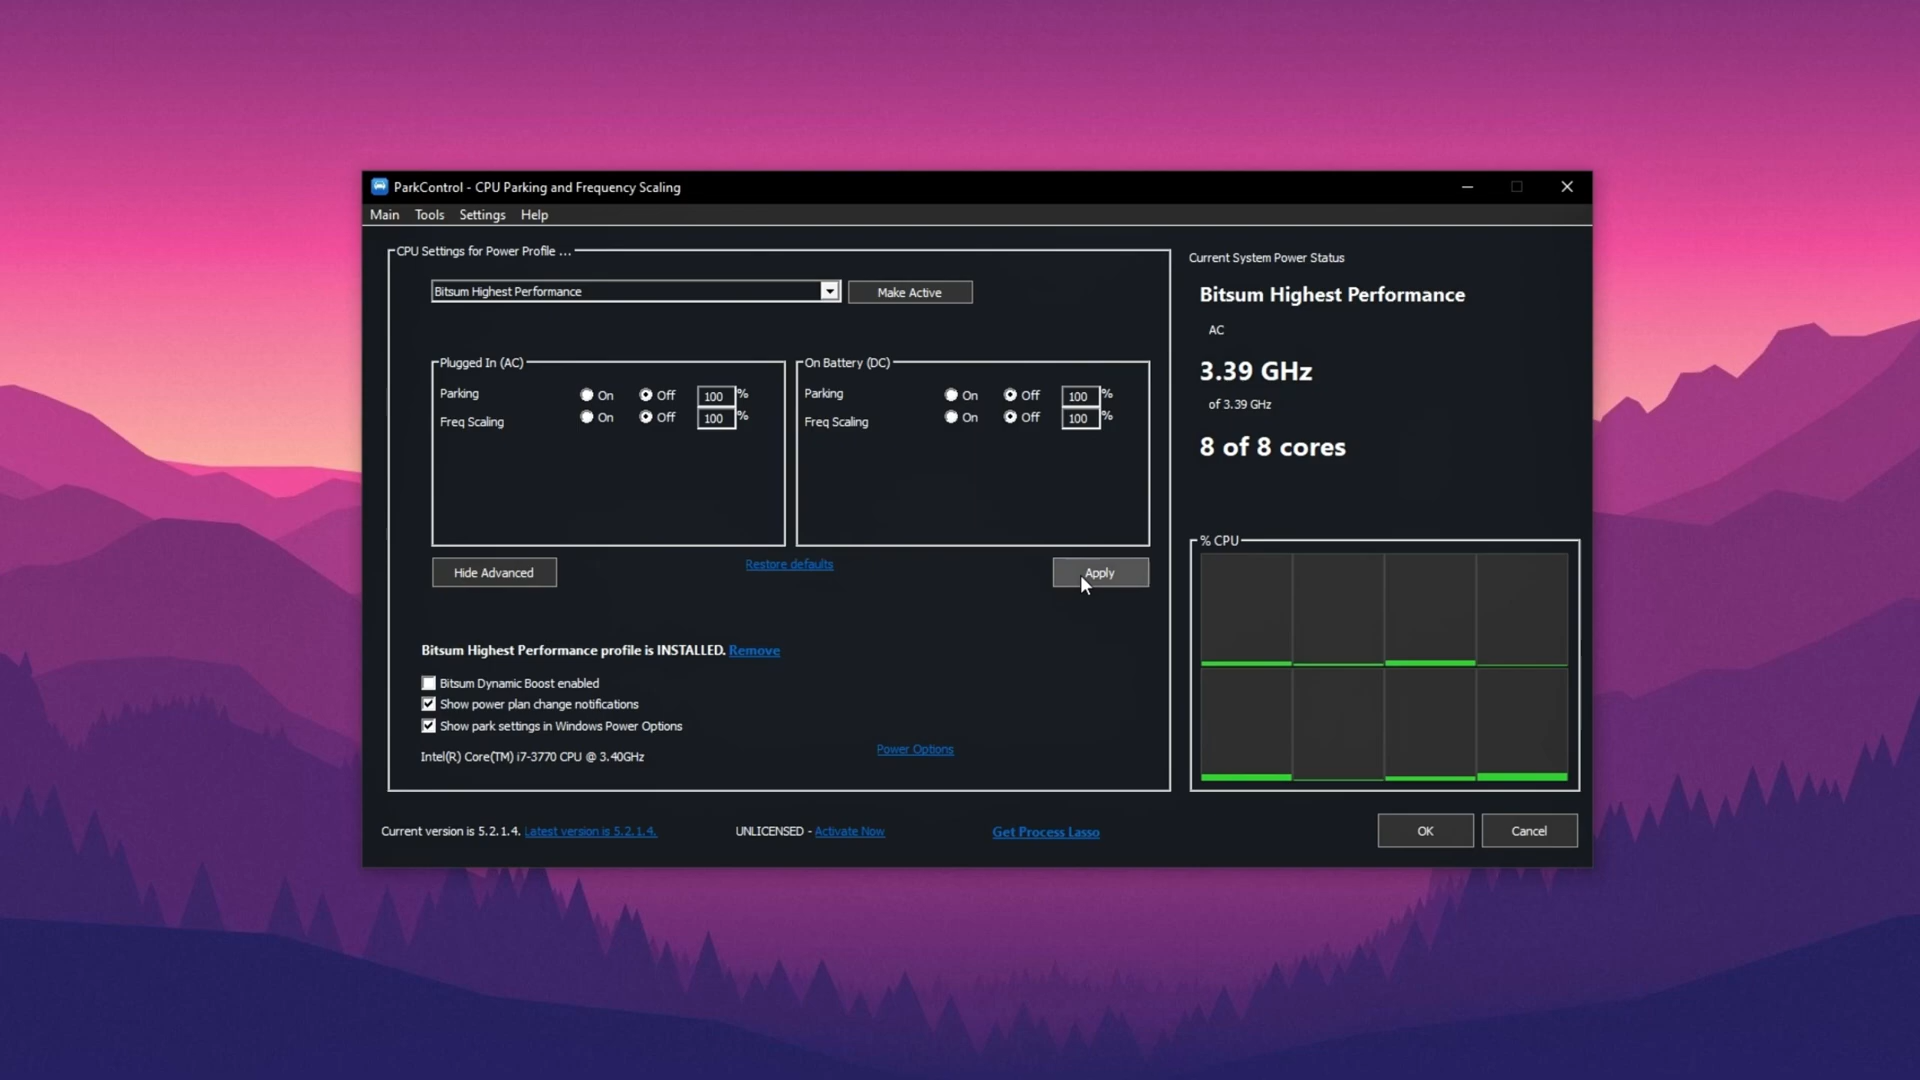 ParkControl - CPU Parking and Frequency Scaling
Main Tools Settings Help
CPU Settings for Power Profile ...
Bitsum Highest Performance
Make Active
Plugged In (AC)
Parking On Off 100 %
Freq Scaling On Off 100 %
On Battery (DC)
Parking On Off 100 %
Freq Scaling On Off 100 %
Hide Advanced
Restore defaults
Apply
Bitsum Highest Performance profile is INSTALLED. Remove
Bitsum Dynamic Boost enabled
Show power plan change notifications
Show park settings in Windows Power Options
Intel(R) Core(TM) i7-3770 CPU @ 3.40GHz
Power Options
Current System Power Status
Bitsum Highest Performance
AC
3.39 GHz
of 3.39 GHz
8 of 8 cores
% CPU
Current version is 5.2.1.4. Latest version is 5.2.1.4.
UNLICENSED - Activate Now
Get Process Lasso
OK
Cancel